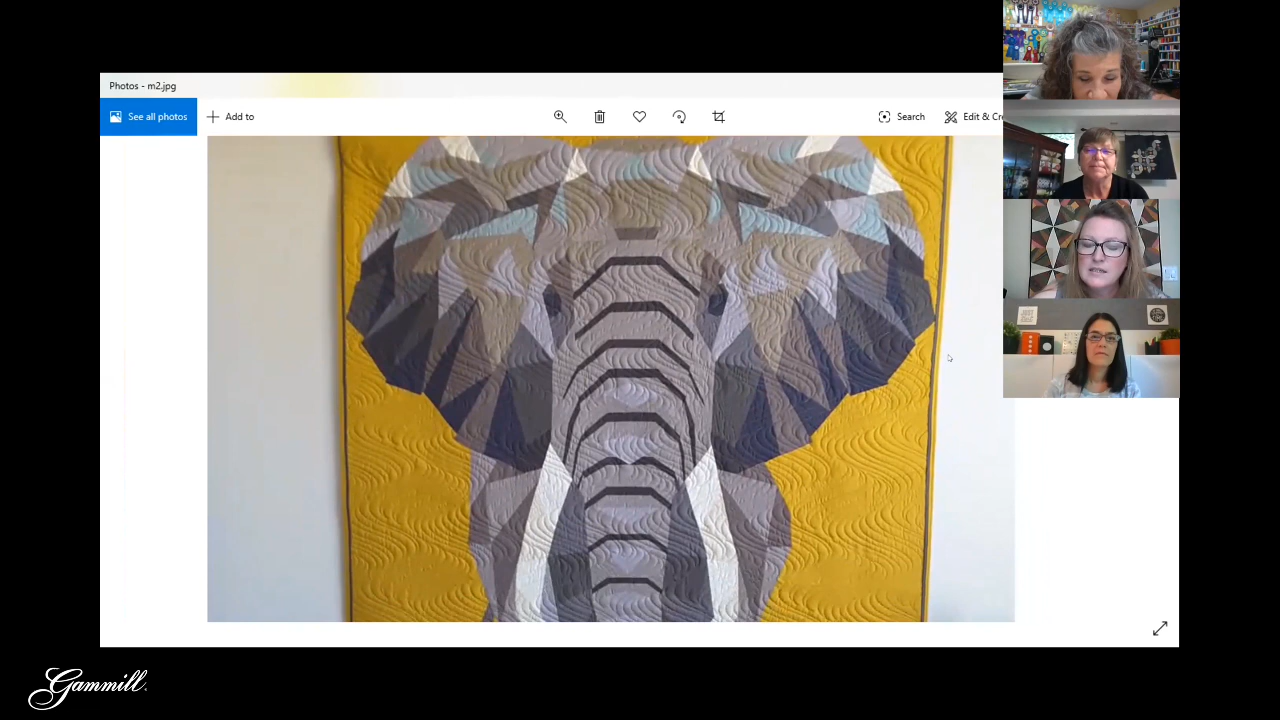 Photos - m2.jpg
See all photos
Add to
Search
Edit & Cr
Gammill